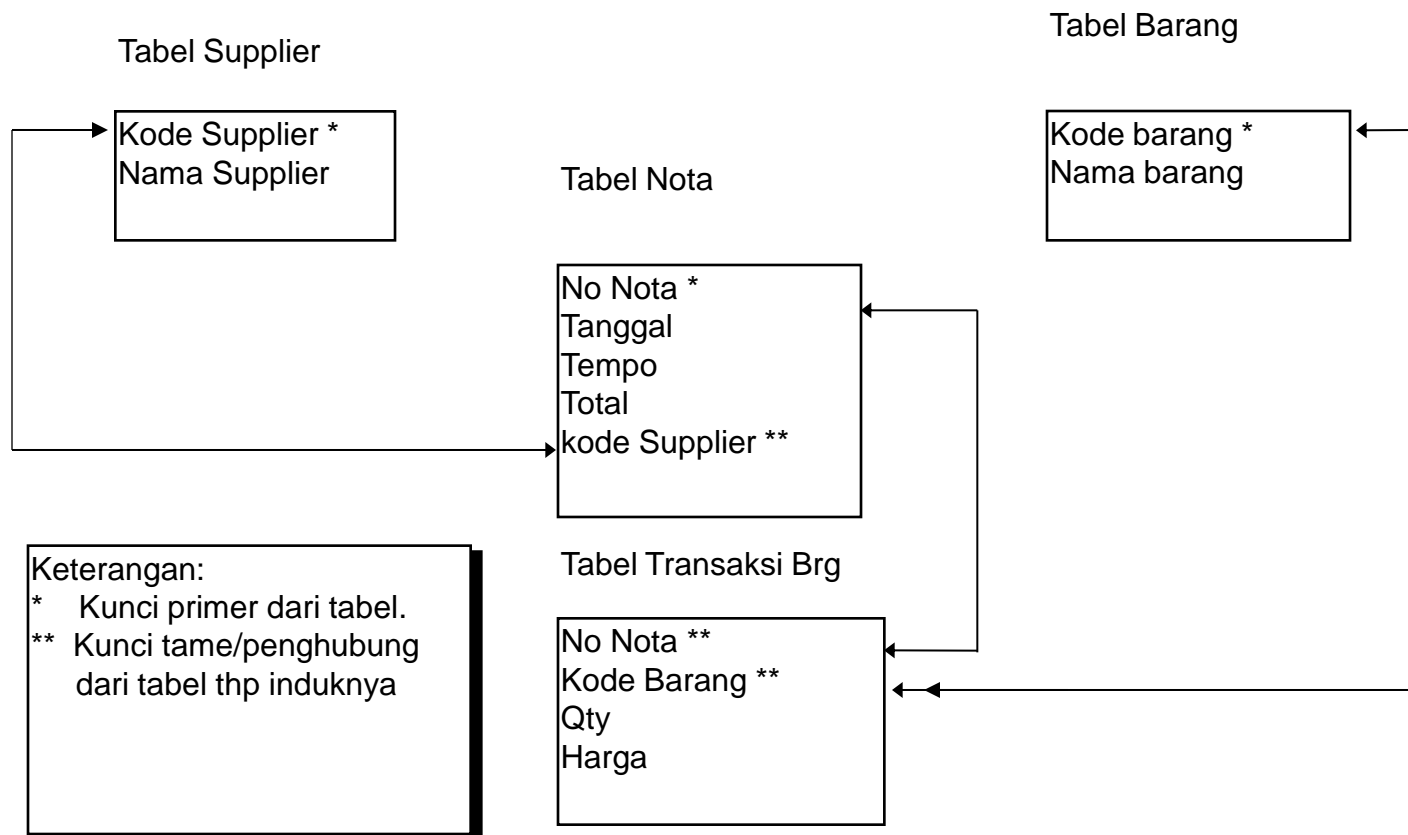 Tabel Supplier
Kode Supplier *
Nama Supplier
Tabel Barang
Kode barang *
Nama barang
Tabel Nota
No Nota *
Tanggal
Tempo
Total
kode Supplier **
Keterangan:
* Kunci primer dari tabel.
** Kunci tame/penghubung
dari tabel thp induknya
Tabel Transaksi Brg
No Nota **
Kode Barang **
Qty
Harga